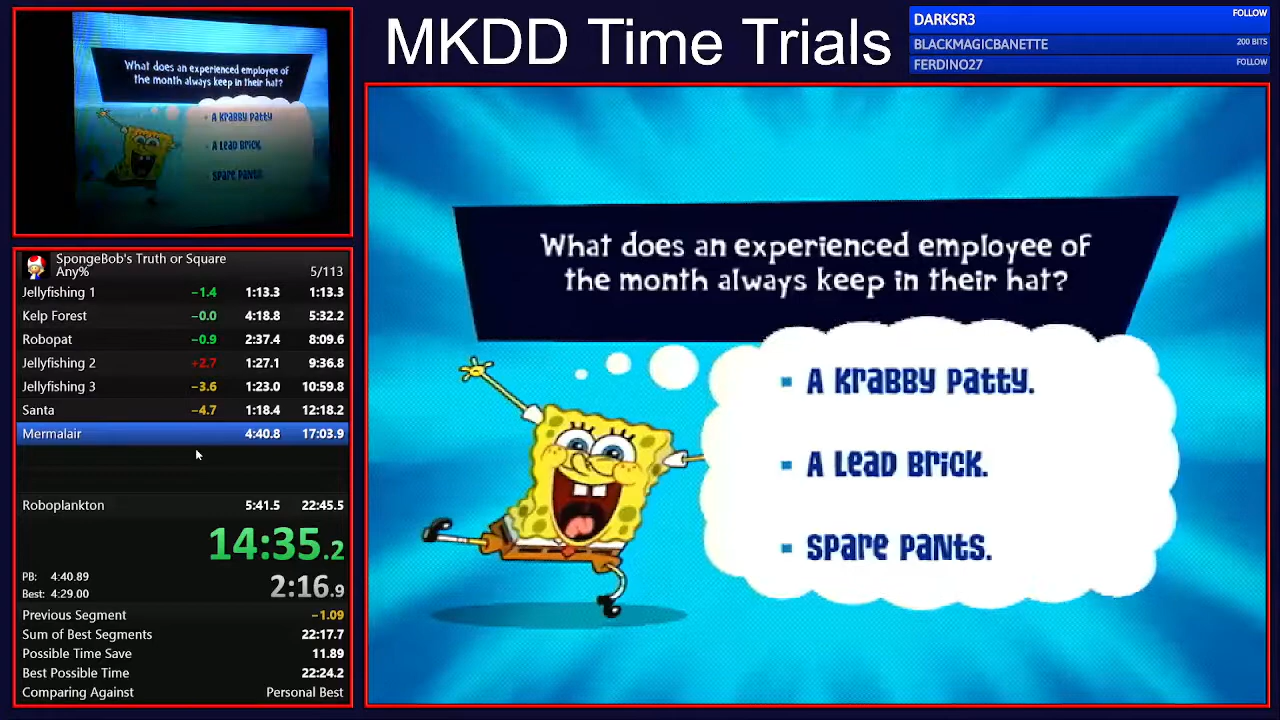 MKDD Time Trials
DARKSR3 FOLLOW
BLACKMAGICBANETTE 200 BITS
FERDINO27 FOLLOW
What does an experienced employee of
the month always keep in their hat?
A Krabby Patty
A Lead Brick.
Spare Pants.
SpongeBob's Truth or Square
Any% 5/113
Jellyfishing 1 −1.4 1:13.3 1:13.3
Kelp Forest −0.0 4:18.8 5:32.2
Robopat −0.9 2:37.4 8:09.6
Jellyfishing 2 +2.7 1:27.1 9:36.8
Jellyfishing 3 −3.6 1:23.0 10:59.8
Santa −4.7 1:18.4 12:18.2
Mermalair 4:40.8 17:03.9
Roboplankton 5:41.5 22:45.5
14:35.2
PB: 4:40.89
Best: 4:29.00
2:16.9
Previous Segment −1.09
Sum of Best Segments 22:17.7
Possible Time Save 11.89
Best Possible Time 22:24.2
Comparing Against Personal Best
What does an experienced employee of
the month always keep in their hat?
A Krabby Patty.
A Lead Brick.
Spare Pants.